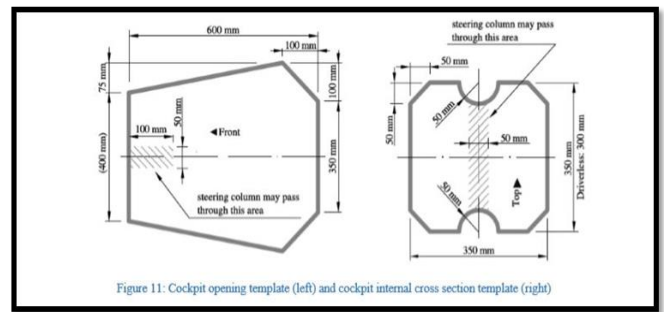 600 mm
100 mm
75 mm
100 mm
(400 mm)
100 mm
50 mm
Front
350 mm
steering column may pass
through this area
steering column may pass
through this area
50 mm
50 mm
50 mm
50 mm
50 mm
Top
350 mm
Driverless: 300 mm
350 mm
Figure 11: Cockpit opening template (left) and cockpit internal cross section template (right)